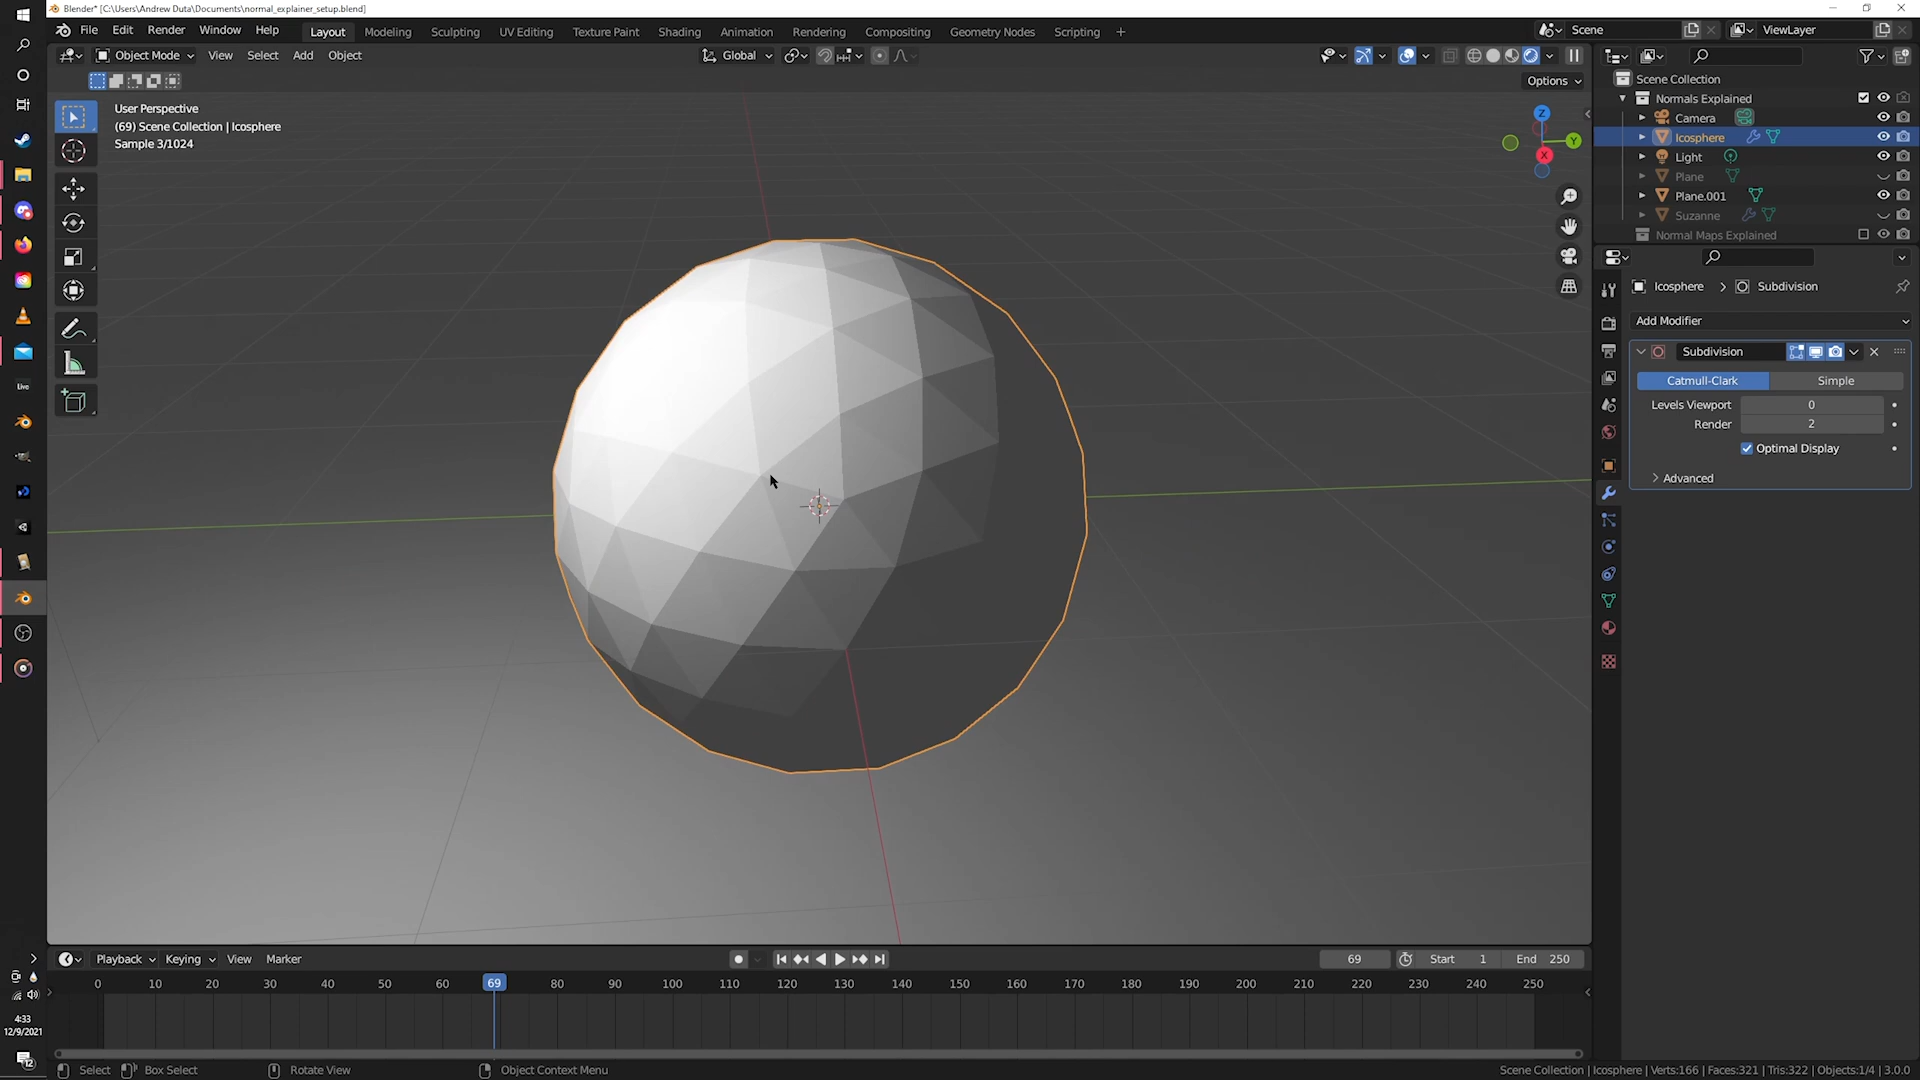 Blender* [C:\Users\Andrew Duta\Documents\normal_explainer_setup.blend]
File Edit Render Window Help Layout Modeling Sculpting UV Editing Texture Paint Shading Animation Rendering Compositing Geometry Nodes Scripting + Scene ViewLayer
Object Mode View Select Add Object Global
Options
User Perspective
(69) Scene Collection | Icosphere
Sample 3/1024
Z
Y
X
Scene Collection
Normals Explained
Camera
Icosphere
Light
Plane
Plane.001
Suzanne
Normal Maps Explained
Icosphere > Subdivision
Add Modifier
Subdivision
Catmull-Clark Simple
Levels Viewport 0
Render 2
Optimal Display
Advanced
Live
Playback Keying View Marker 69 Start 1 End 250
0 10 20 30 40 50 60 69 80 90 100 110 120 130 140 150 160 170 180 190 200 210 220 230 240 250
4:33
12/9/2021
12
Select Box Select Rotate View Object Context Menu Scene Collection | Icosphere | Verts:166 | Faces:321 | Tris:322 | Objects:1/4 | 3.0.0